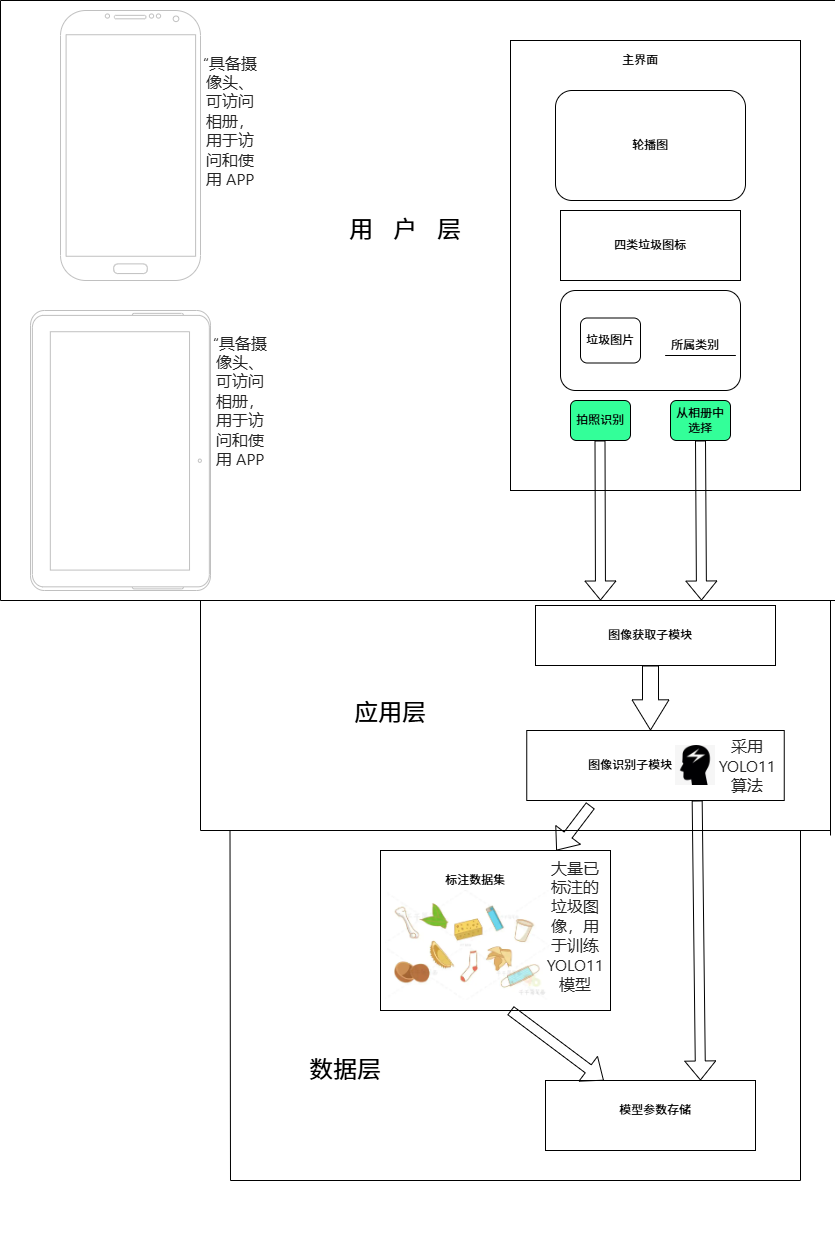 “具备摄
像头、
可访问
相册，
用于访
问和使
用 APP
主界面
轮播图
用 户 层
四类垃圾图标
垃圾图片
所属类别
“具备摄
像头、
可访问
相册，
用于访
问和使
用 APP
拍照识别
从相册中
选择
图像获取子模块
应用层
图像识别子模块
采用
YOLO11
算法
标注数据集
大量已
标注的
垃圾图
像，用
于训练
YOLO11
模型
数据层
模型参数存储